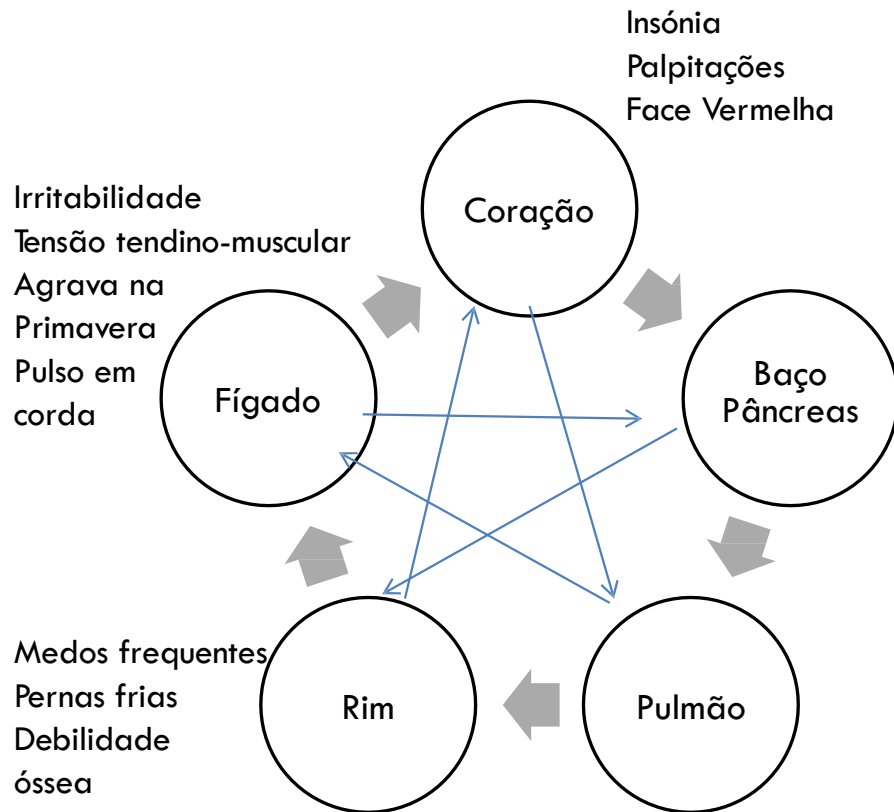 Insónia
Palpitações
Face Vermelha
Coração
Irritabilidade
Tensão tendino-muscular
Agrava na
Primavera
Pulso em
corda
Fígado
Baço
Pâncreas
Medos frequentes
Pernas frias
Debilidade
óssea
Rim
Pulmão